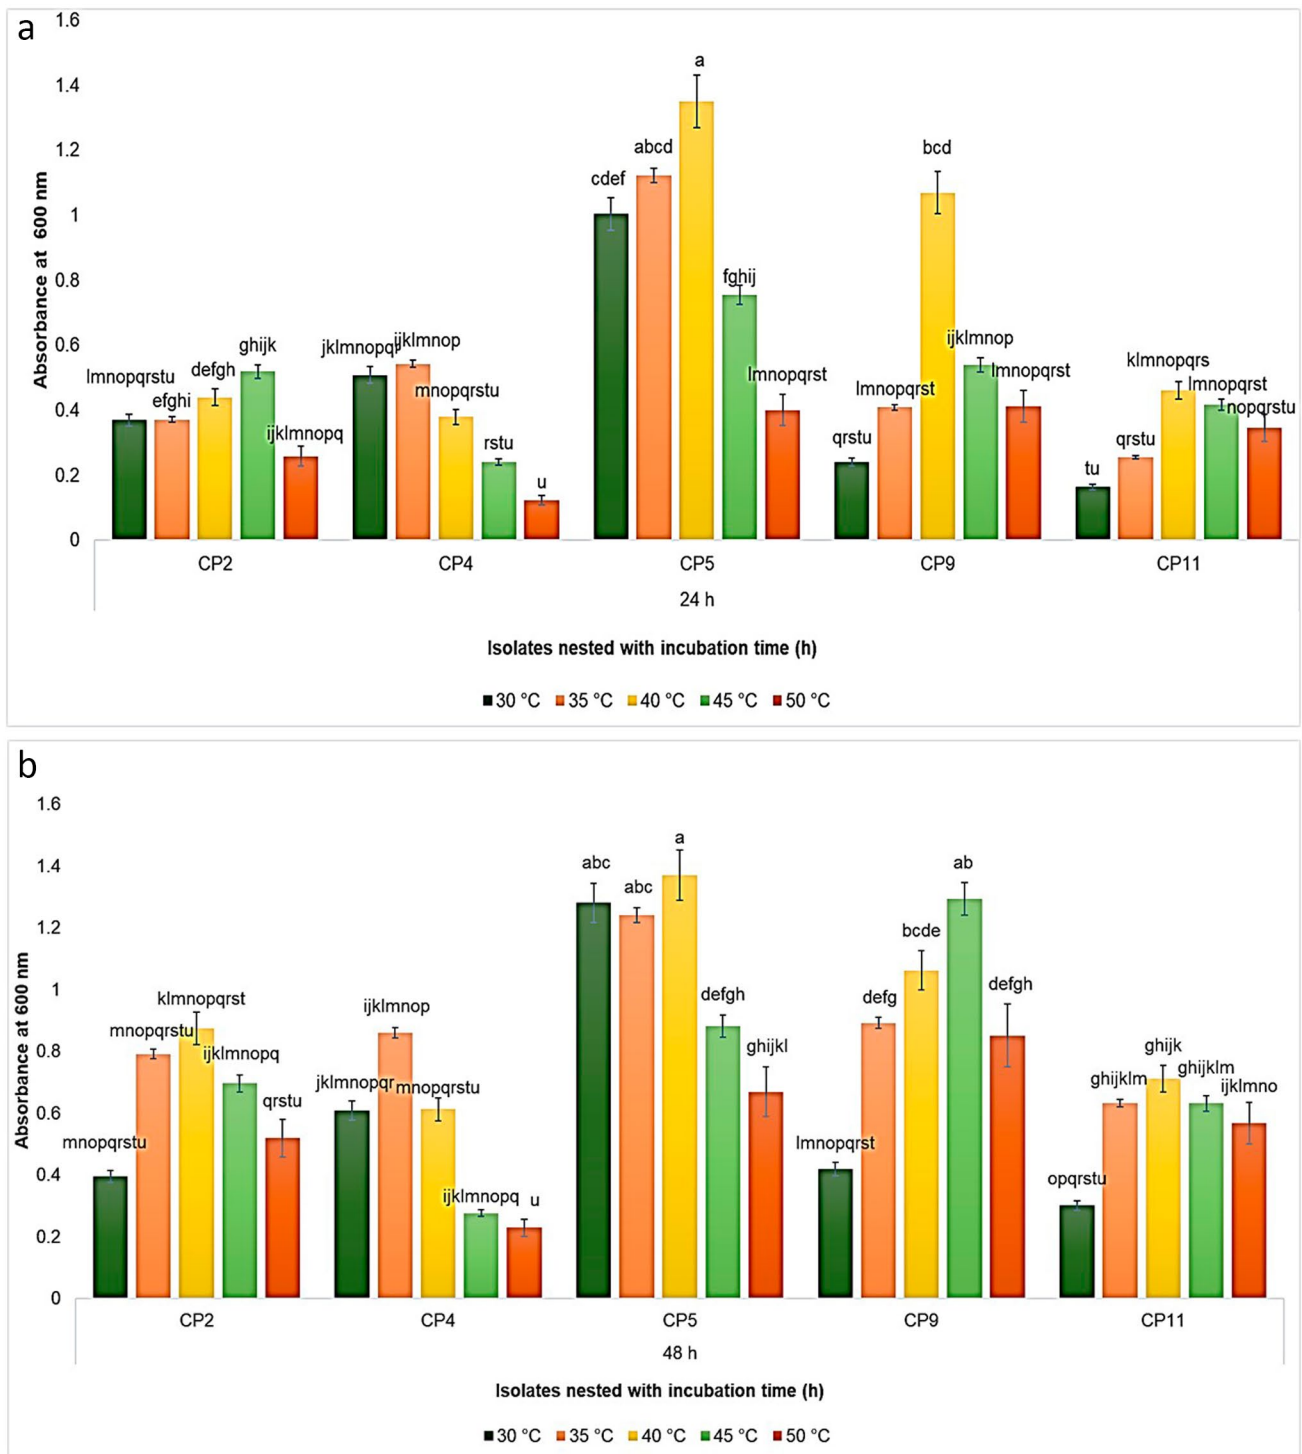 a
1.6
1.4
1.2
1
0.8
0.6
0.4
0.2
0
Absorbance at 600 nm
lmnopqrstu
efghi
defgh
ghijk
ijklmnopq
jklmnopqr
ijklmnop
mnopqrstu
rstu
u
cdef
abcd
a
fghij
lmnopqrst
qrstu
lmnopqrst
bcd
ijklmnop
lmnopqrst
tu
qrstu
klmnopqrs
lmnopqrst
nopqrstu
CP2 CP4 CP5 CP9 CP11
24 h
Isolates nested with incubation time (h)
30 °C 35 °C 40 °C 45 °C 50 °C
b
1.6
1.4
1.2
1
0.8
0.6
0.4
0.2
0
Absorbance at 600 nm
mnopqrstu
mnopqrstu
klmnopqrst
ijklmnopq
qrstu
jklmnopqr
ijklmnop
mnopqrstu
ijklmnopq
u
abc
abc
a
defgh
ghijkl
lmnopqrst
defg
bcde
ab
defgh
opqrstu
ghijklm
ghijk
ghijklm
ijklmno
CP2 CP4 CP5 CP9 CP11
48 h
Isolates nested with incubation time (h)
30 °C 35 °C 40 °C 45 °C 50 °C